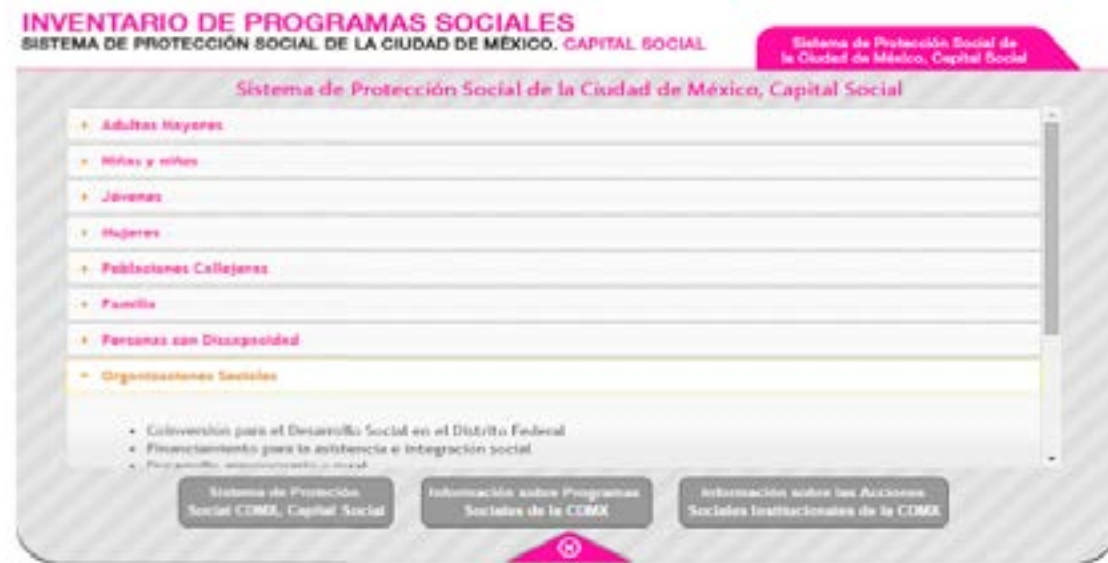 INVENTARIO DE PROGRAMAS SOCIALES
SISTEMA DE PROTECCIÓN SOCIAL DE LA CIUDAD DE MÉXICO. CAPITAL SOCIAL
Sistema de Protección Social de
la Ciudad de México, Capital Social
Sistema de Protección Social de la Ciudad de México, Capital Social
Adultos Mayores
Niñas y niños
Jóvenes
Mujeres
Poblaciones Callejeras
Familia
Personas con Discapacidad
Organizaciones Sociales
Coinversión para el Desarrollo Social en el Distrito Federal
Financiamiento para la asistencia e integración social
Desarrollo
Sistema de Proteción
Social CDMX, Capital Social
Información sobre Programas
Sociales de la CDMX
Información sobre las Acciones
Sociales Institucionales de la CDMX